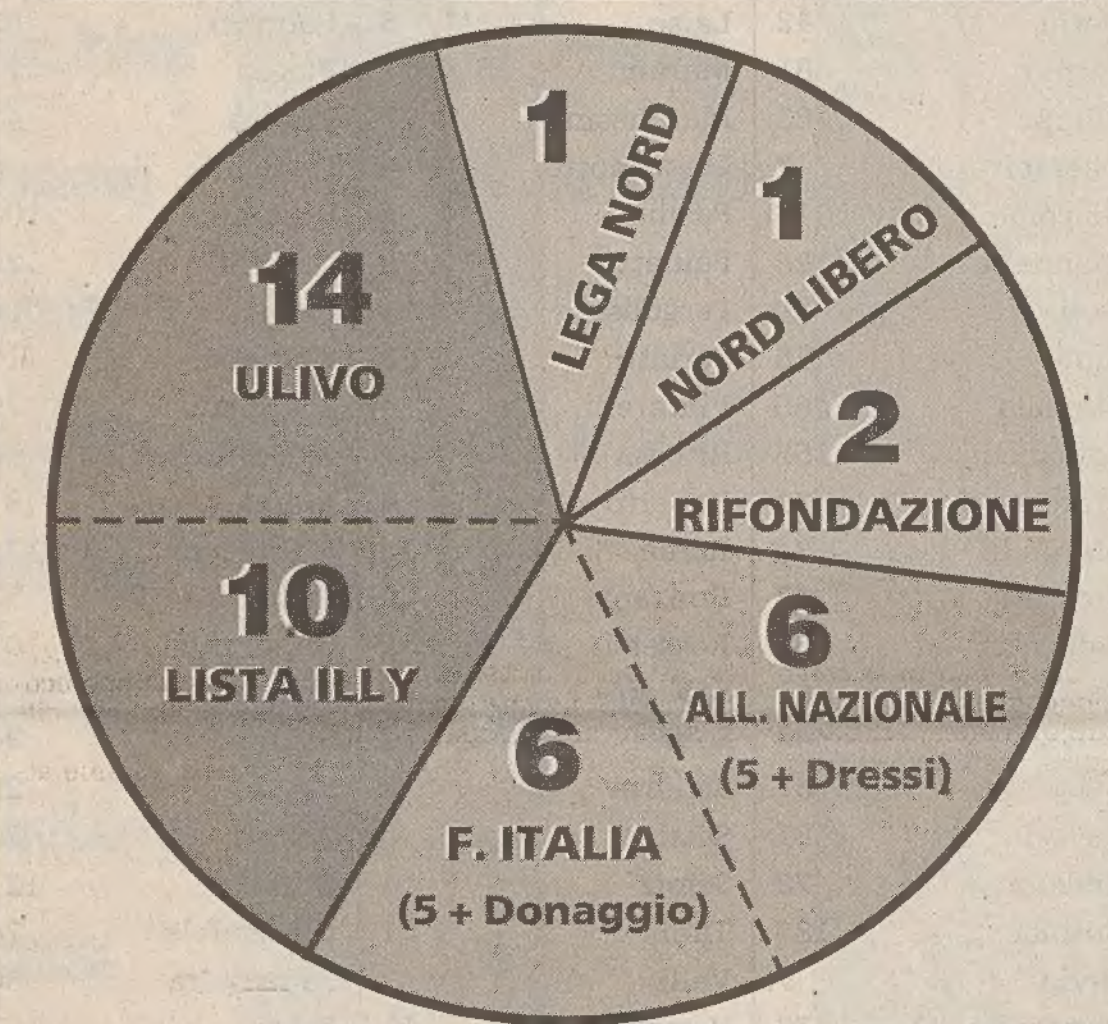 1
LEGA NORD
1
NORD LIBERO
2
RIFONDAZIONE
6
ALL. NAZIONALE
(5 + Dressi)
6
F. ITALIA
(5 + Donaggio)
10
LISTA ILLY
14
ULIVO